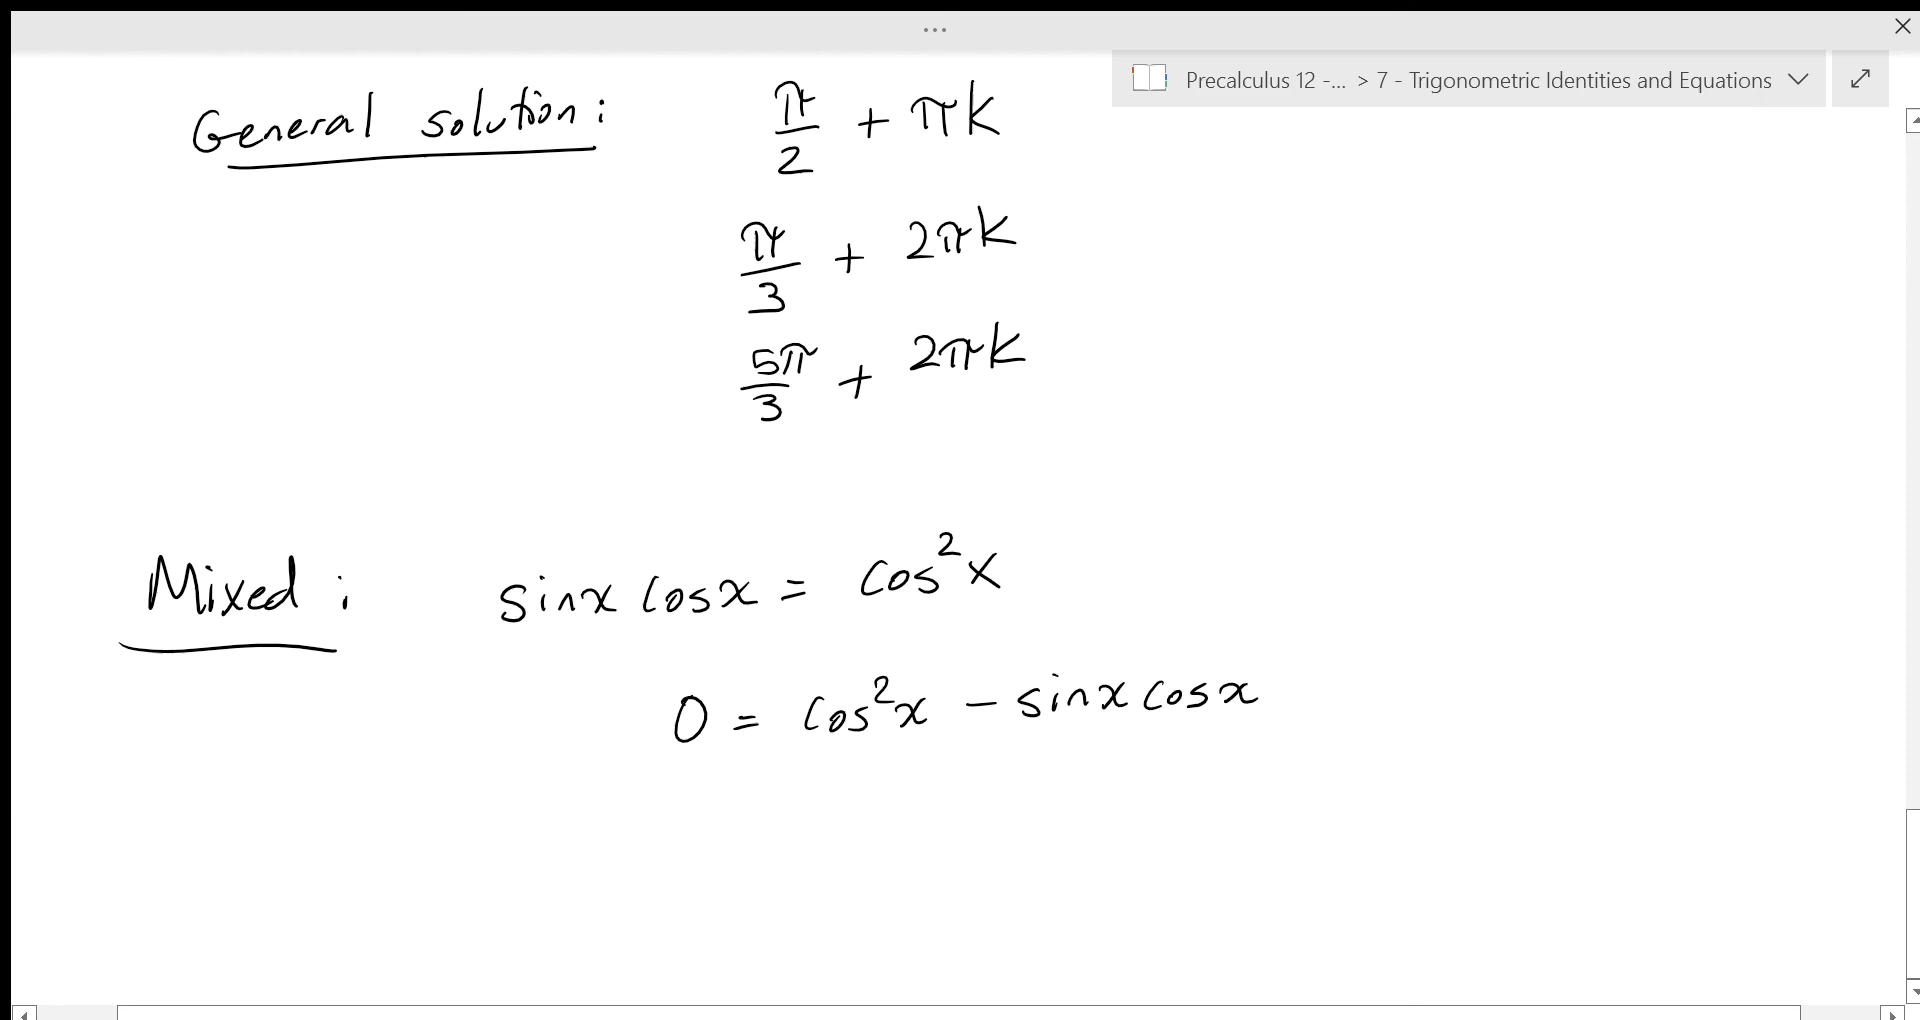 Precalculus 12 -... > 7 - Trigonometric Identities and Equations
General solution: π/2 + πk
π/3 + 2πk
5π/3 + 2πk
Mixed: sinx cosx = cos²x
0 = cos²x - sinx cosx